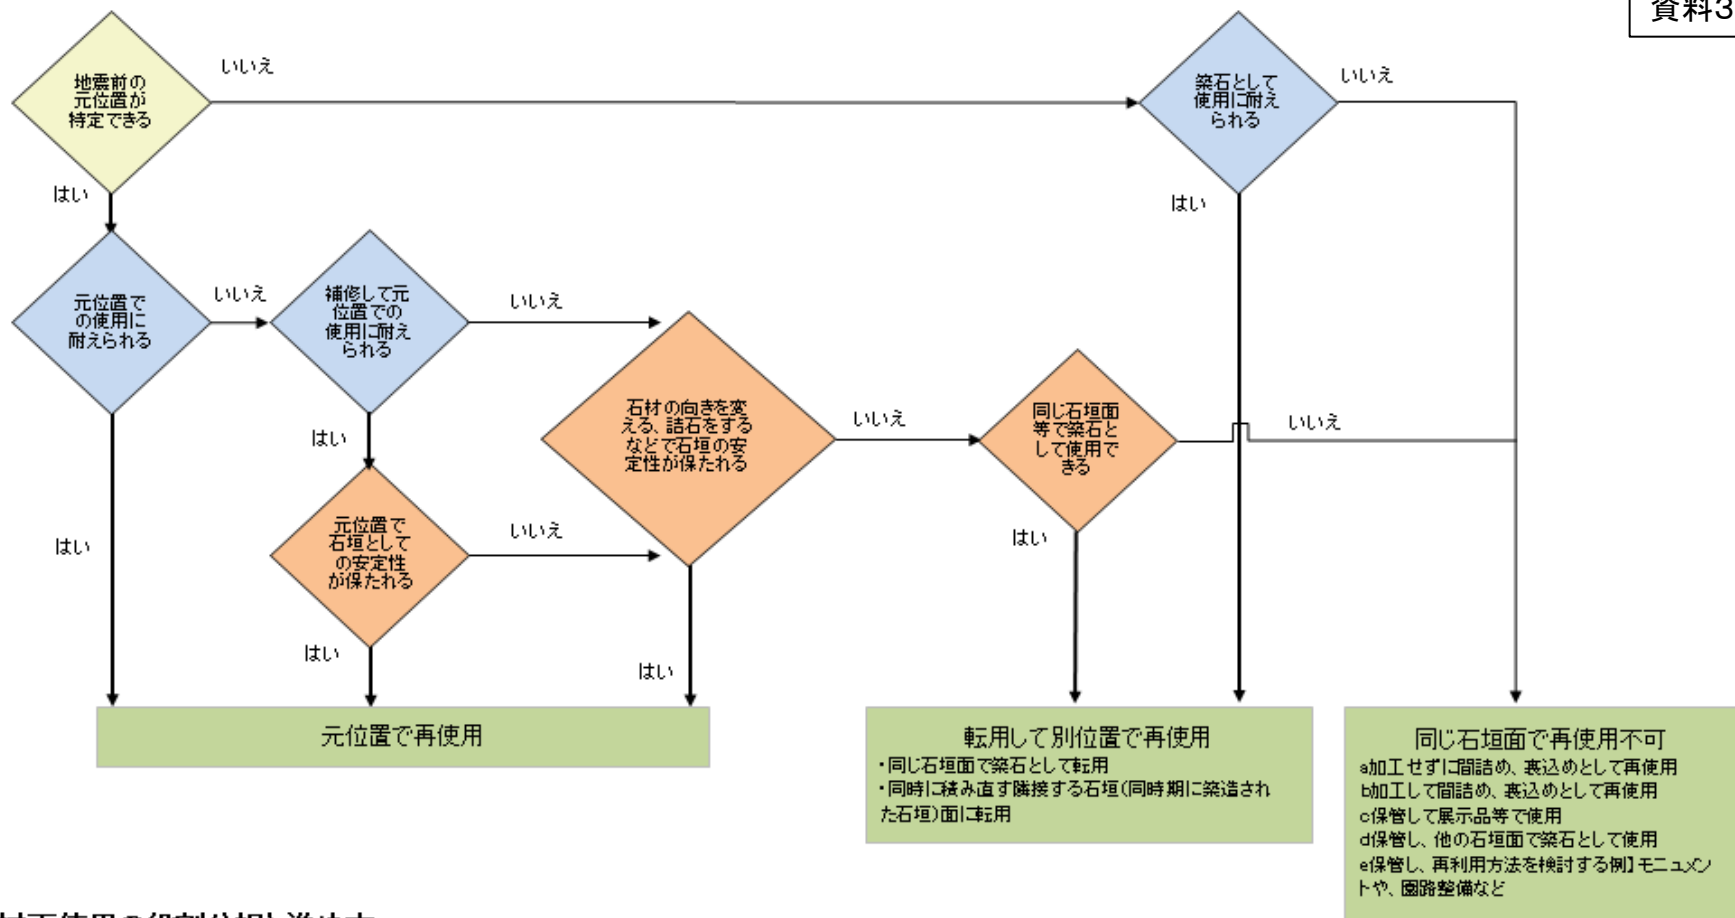 資料3
地震前の
元位置が
特定できる
いいえ
はい
築石として
使用に耐え
られる
いいえ
はい
元位置で
の使用に
耐えられる
いいえ
はい
補修して元
位置での
使用に耐え
られる
いいえ
はい
元位置で
石垣として
の安定性
が保たれる
いいえ
はい
石材の向きを変
える、詰石をする
などで石垣の安
定性が保たれる
いいえ
はい
同じ石垣面
等で築石と
して使用で
きる
いいえ
はい
元位置で再使用
転用して別位置で再使用
・同じ石垣面で築石として転用
・同時に積み直す隣接する石垣(同時期に築造され
た石垣)面に転用
同じ石垣面で再使用不可
a加工せずに間詰め、裏込めとして再使用
b加工して間詰め、裏込めとして再使用
c保管して展示品等で使用
d保管し、他の石垣面で築石として使用
e保管し、再利用方法を検討する例】モニュメン
トや、園路整備など